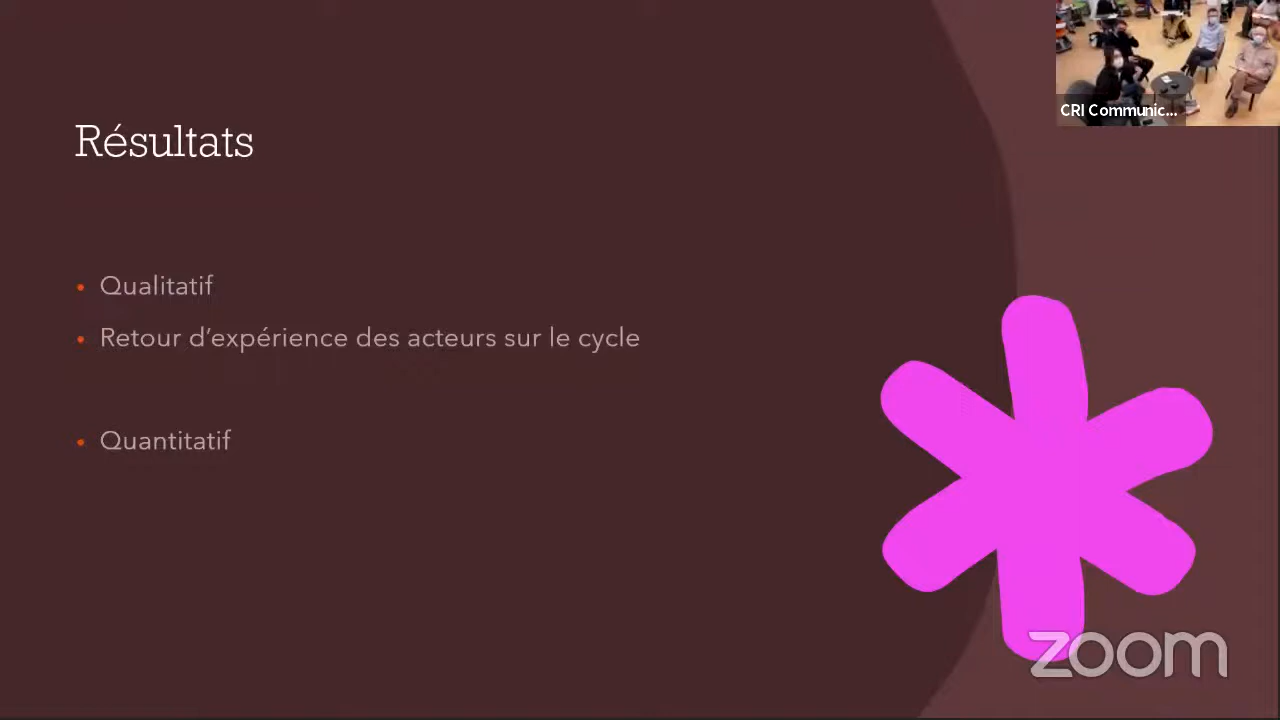 CRI Communic...
Résultats
• Qualitatif
• Retour d’expérience des acteurs sur le cycle
• Quantitatif
zoom